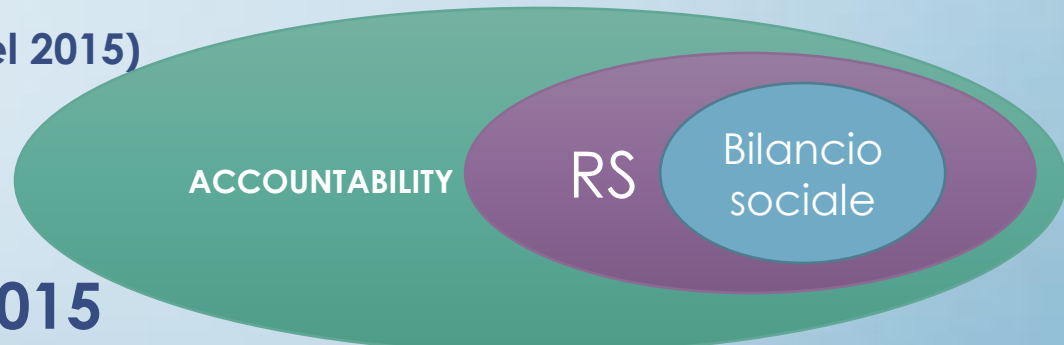 el 2015)
ACCOUNTABILITY
RS
Bilancio
sociale
015